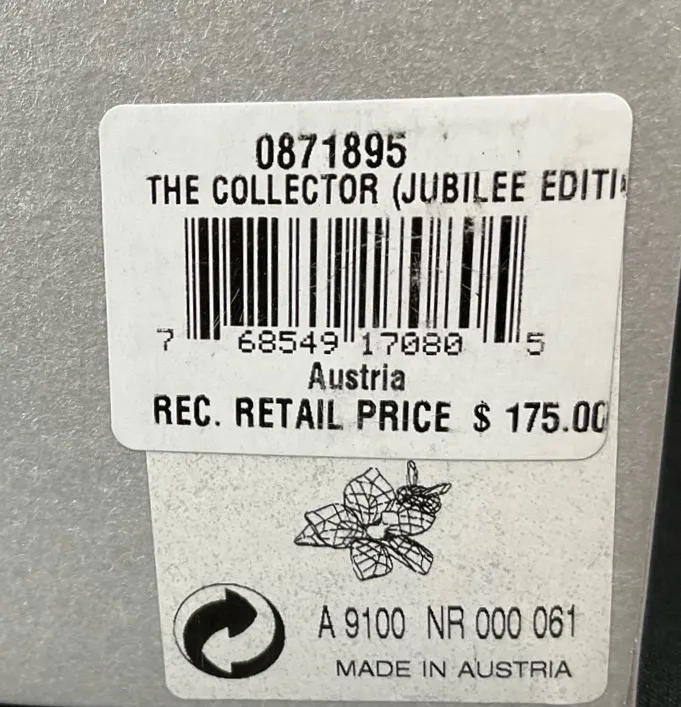 0871895
THE COLLECTOR (JUBILEE
7 68549 17080 5
Austria
REC. RETAIL PRICE $ 175.00
A 9100 NR 000 061
MADE IN AUSTRIA